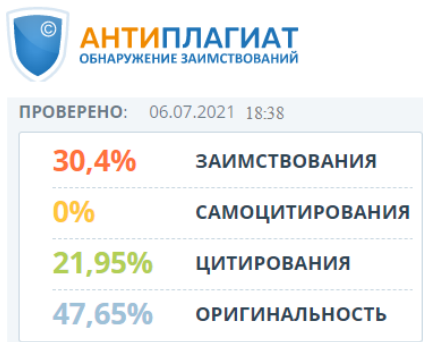 ©
АНТИПЛАГИАТ
ОБНАРУЖЕНИЕ ЗАИМСТВОВАНИЙ
ПРОВЕРЕНО: 06.07.2021 18:38
30,4% ЗАИМСТВОВАНИЯ
0% САМОЦИТИРОВАНИЯ
21,95% ЦИТИРОВАНИЯ
47,65% ОРИГИНАЛЬНОСТЬ